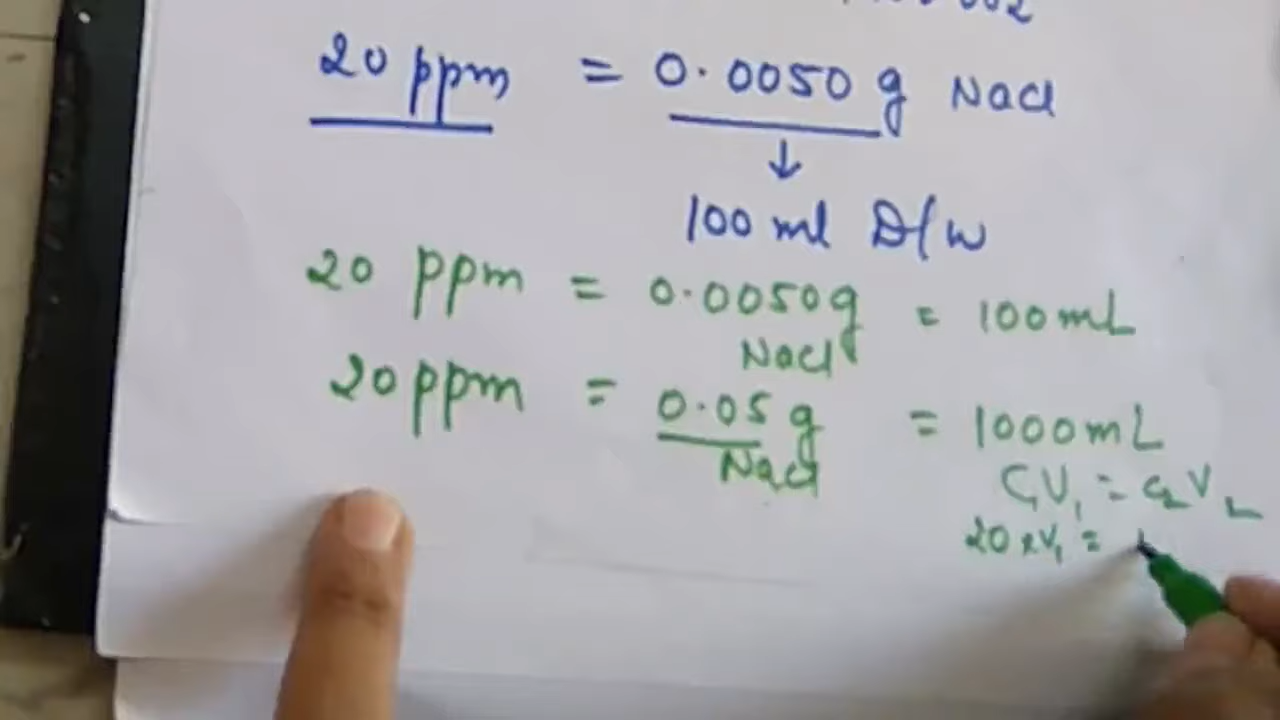 20 ppm = 0.0050 g NaCl
↓
100 ml D/w
20 ppm = 0.0050g = 100mL
NaCl
20ppm = 0.05 g = 1000mL
NaCl
C₁V₁ = C₂V₂
20 x V₁ =